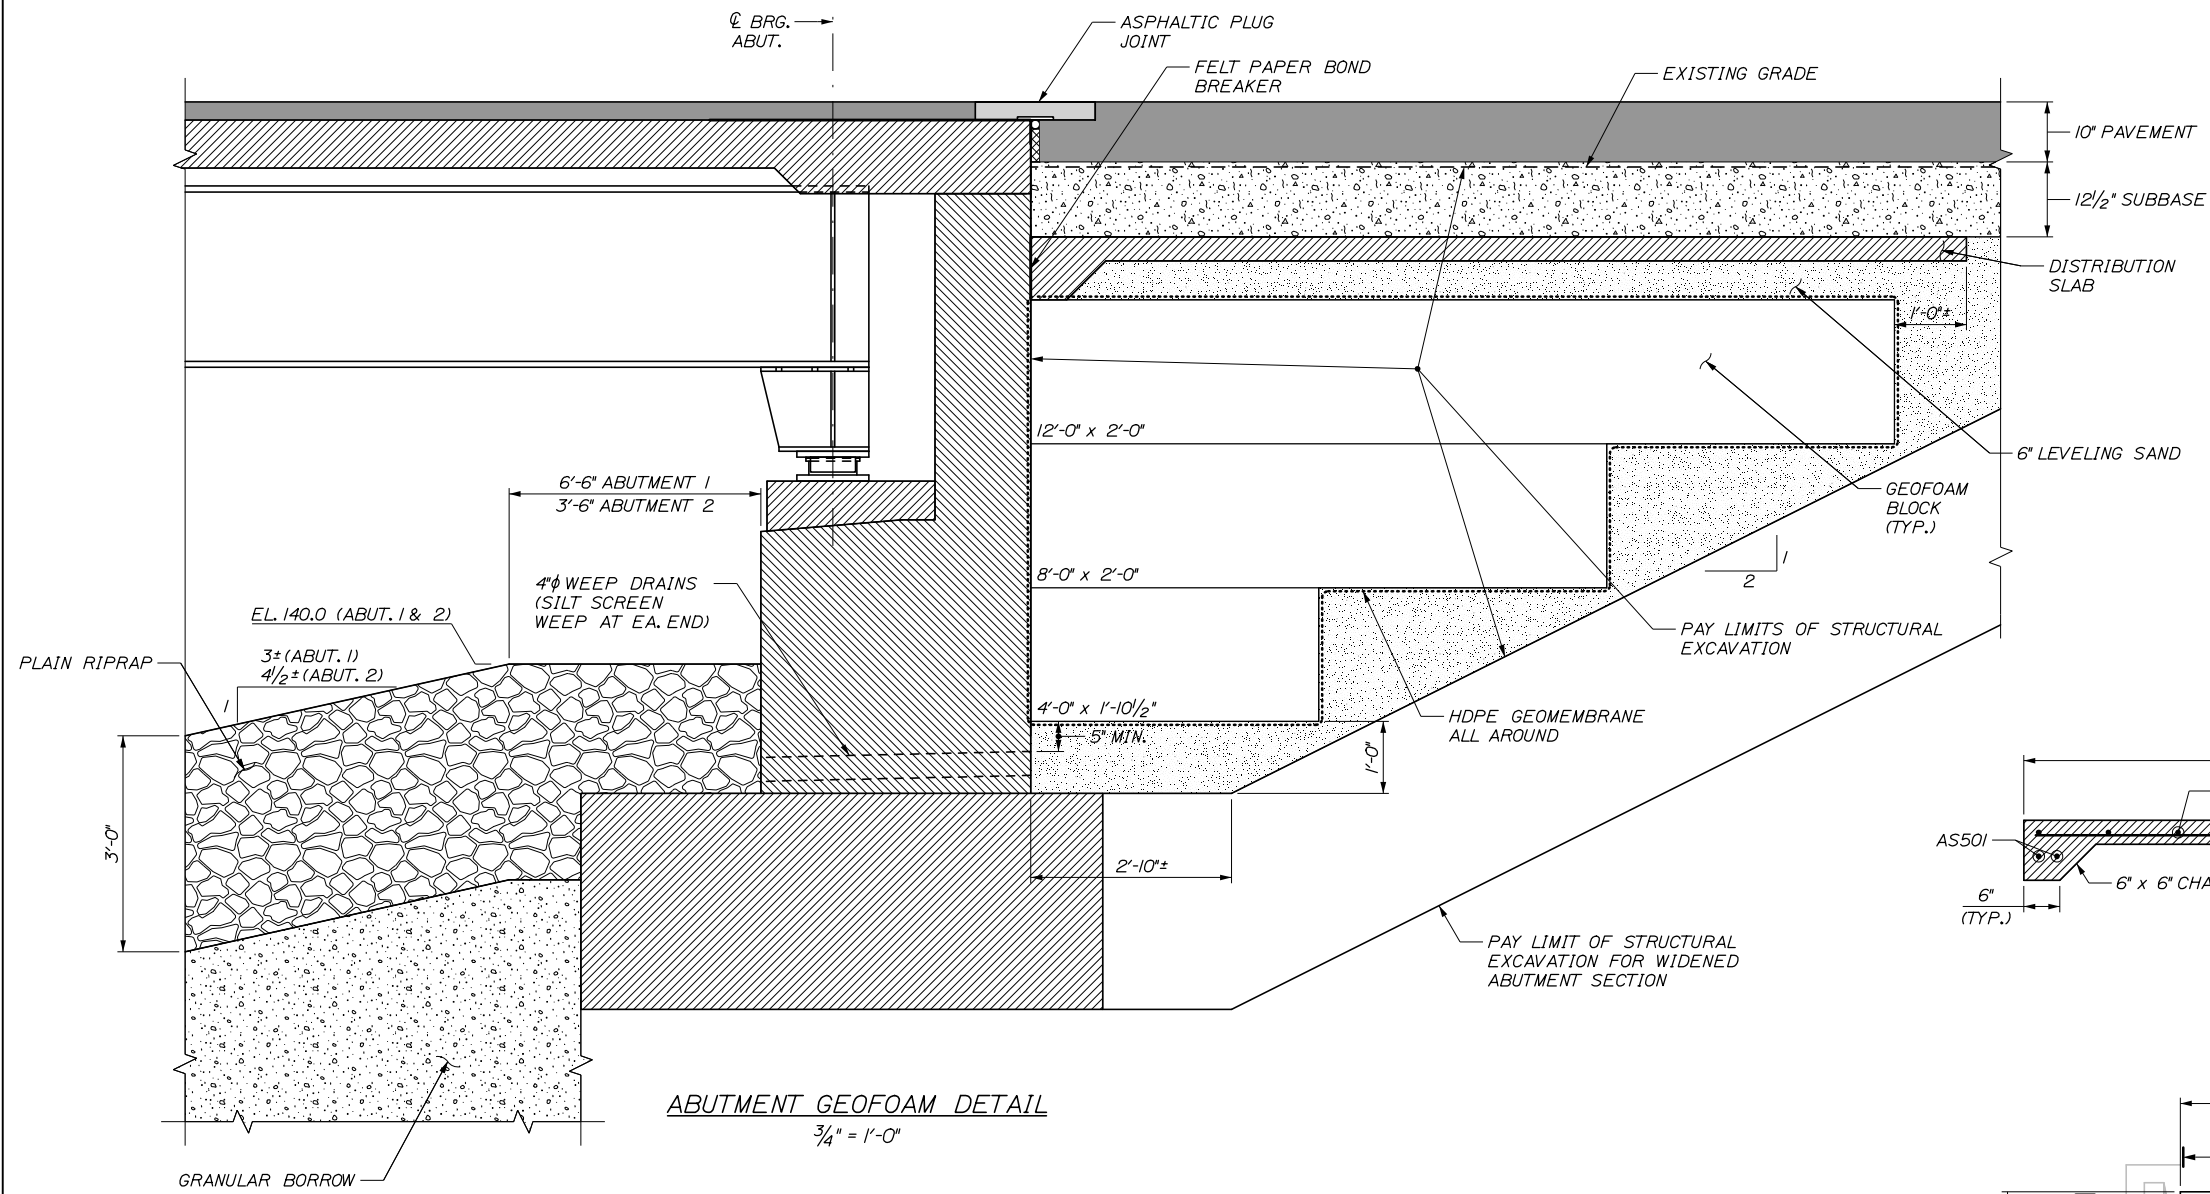 ℄ BRG.
ABUT.
ASPHALTIC PLUG
JOINT
FELT PAPER BOND
BREAKER
EXISTING GRADE
10" PAVEMENT
12½" SUBBASE
DISTRIBUTION
SLAB
1'-0"±
12'-0" x 2'-0"
6" LEVELING SAND
6'-6" ABUTMENT 1
3'-6" ABUTMENT 2
GEOFOAM
BLOCK
(TYP.)
1
2
8'-0" x 2'-0"
4"ϕ WEEP DRAINS
(SILT SCREEN
WEEP AT EA. END)
EL. 140.0 (ABUT. 1 & 2)
PLAIN RIPRAP
3± (ABUT. 1)
4½± (ABUT. 2)
1
PAY LIMITS OF STRUCTURAL
EXCAVATION
4'-0" x 1'-10½"
HDPE GEOMEMBRANE
ALL AROUND
5" MIN.
1'-0"
3'-0"
2'-10"±
AS501
6" x 6" CHA
6"
(TYP.)
PAY LIMIT OF STRUCTURAL
EXCAVATION FOR WIDENED
ABUTMENT SECTION
ABUTMENT GEOFOAM DETAIL
¾" = 1'-0"
GRANULAR BORROW